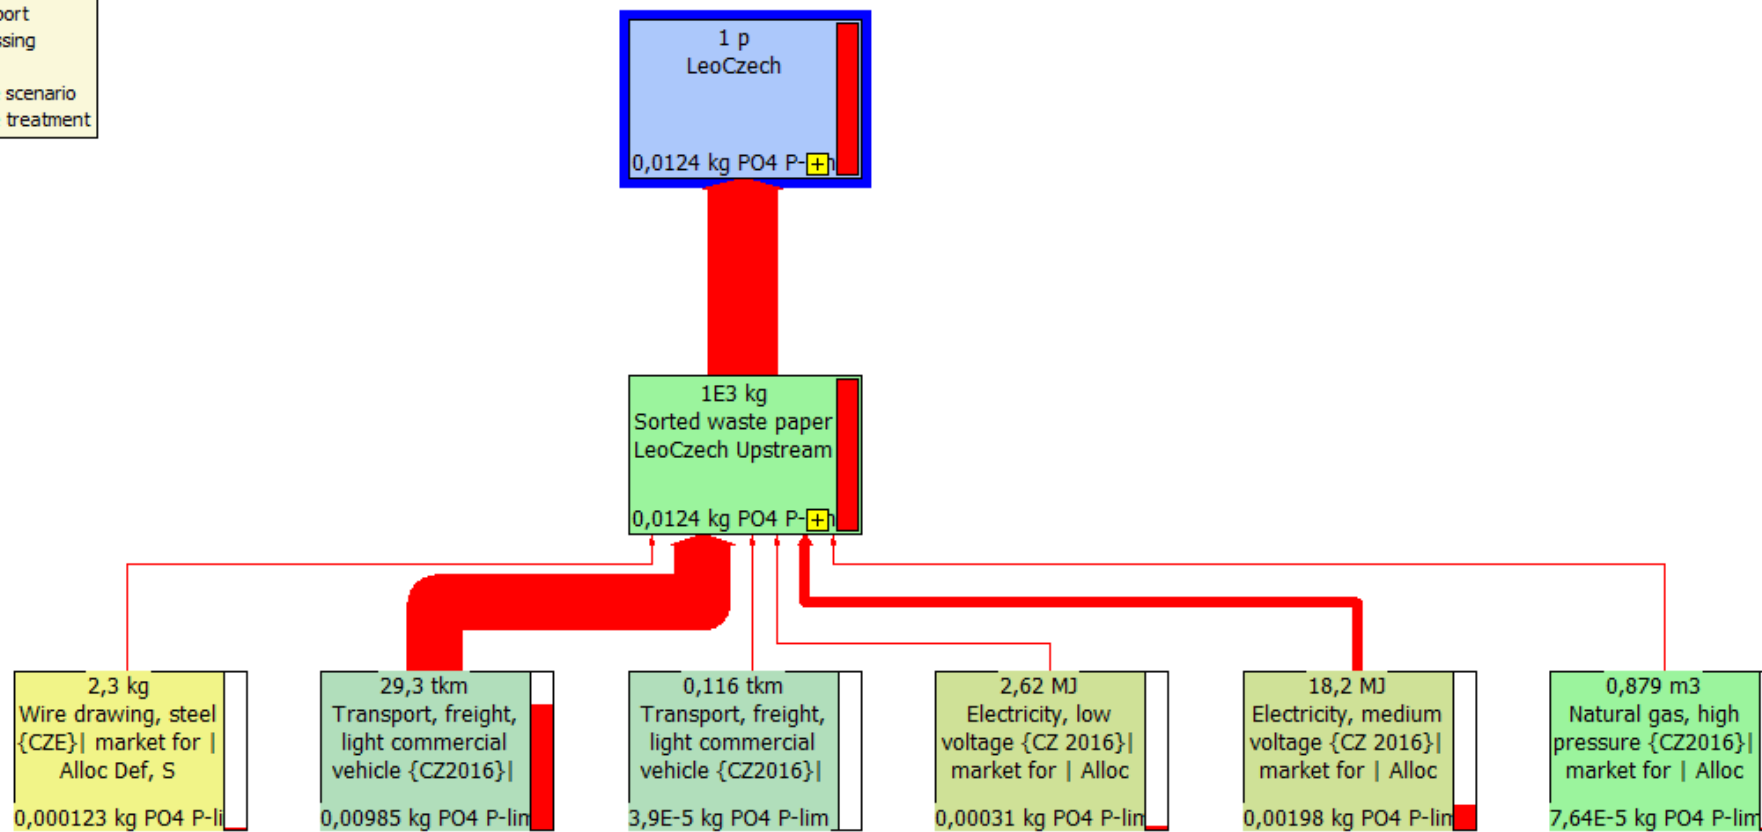 scenario
treatment
1 p
LeoCzech
0,0124 kg PO4 P-
+
1E3 kg
Sorted waste paper
LeoCzech Upstream
0,0124 kg PO4 P-
+
2,3 kg
Wire drawing, steel
{CZE}| market for |
Alloc Def, S
0,000123 kg PO4 P-li
29,3 tkm
Transport, freight,
light commercial
vehicle {CZ2016}|
0,00985 kg PO4 P-lim
0,116 tkm
Transport, freight,
light commercial
vehicle {CZ2016}|
3,9E-5 kg PO4 P-lim
2,62 MJ
Electricity, low
voltage {CZ 2016}|
market for | Alloc
0,00031 kg PO4 P-lim
18,2 MJ
Electricity, medium
voltage {CZ 2016}|
market for | Alloc
0,00198 kg PO4 P-lim
0,879 m3
Natural gas, high
pressure {CZ2016}|
market for | Alloc
7,64E-5 kg PO4 P-lim